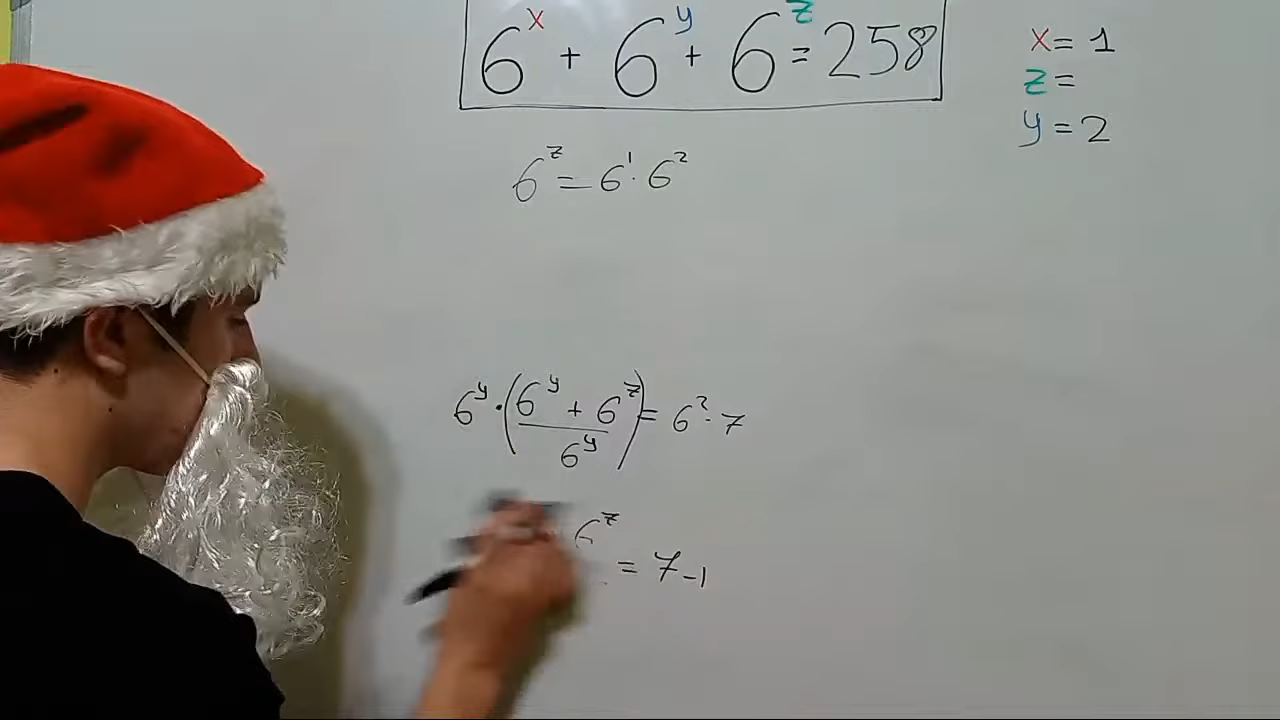 6^x + 6^y + 6^z = 258
x = 1
z =
y = 2
6^z = 6^1 · 6^2
6^y · ((6^y + 6^z) / 6^y) = 6^2 · 7
6^z = 7 - 1